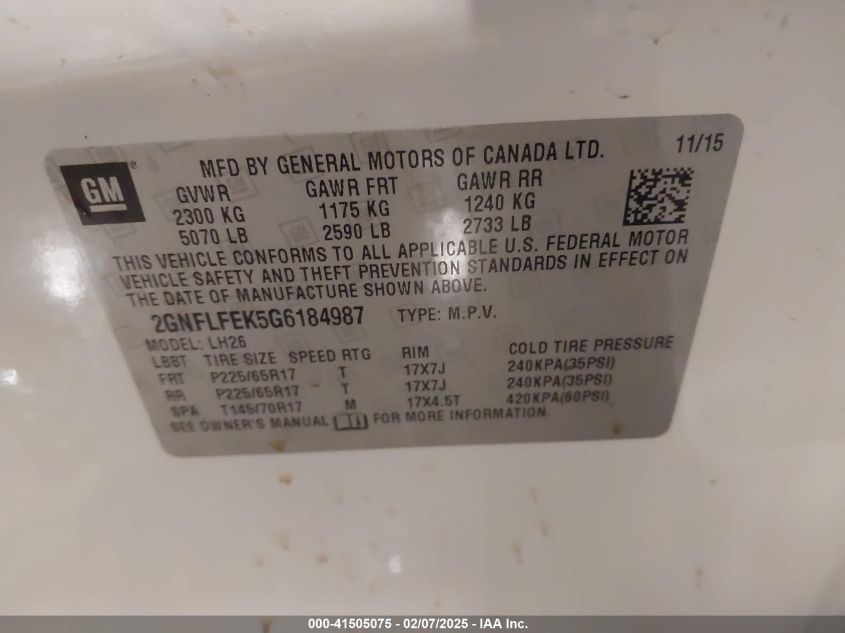 GM
MFD BY GENERAL MOTORS OF CANADA LTD. 11/15
GVWR GAWR FRT GAWR RR
2300 KG 1175 KG 1240 KG
5070 LB 2590 LB 2733 LB
THIS VEHICLE CONFORMS TO ALL APPLICABLE U.S. FEDERAL MOTOR
VEHICLE SAFETY AND THEFT PREVENTION STANDARDS IN EFFECT ON
THE DATE OF MANUFACTURE SHOWN ABOVE.
2GNFLFEK5G6184987 TYPE: M.P.V.
MODEL: LH26
LBBT TIRE SIZE SPEED RTG RIM COLD TIRE PRESSURE
FRT P225/65R17 T 17X7J 240KPA(35PSI)
RR P225/65R17 T 17X7J 240KPA(35PSI)
SPA T145/70R17 M 17X4.5T 420KPA(60PSI)
SEE OWNER'S MANUAL FOR MORE INFORMATION.
000-41505075 - 02/07/2025 - IAA Inc.